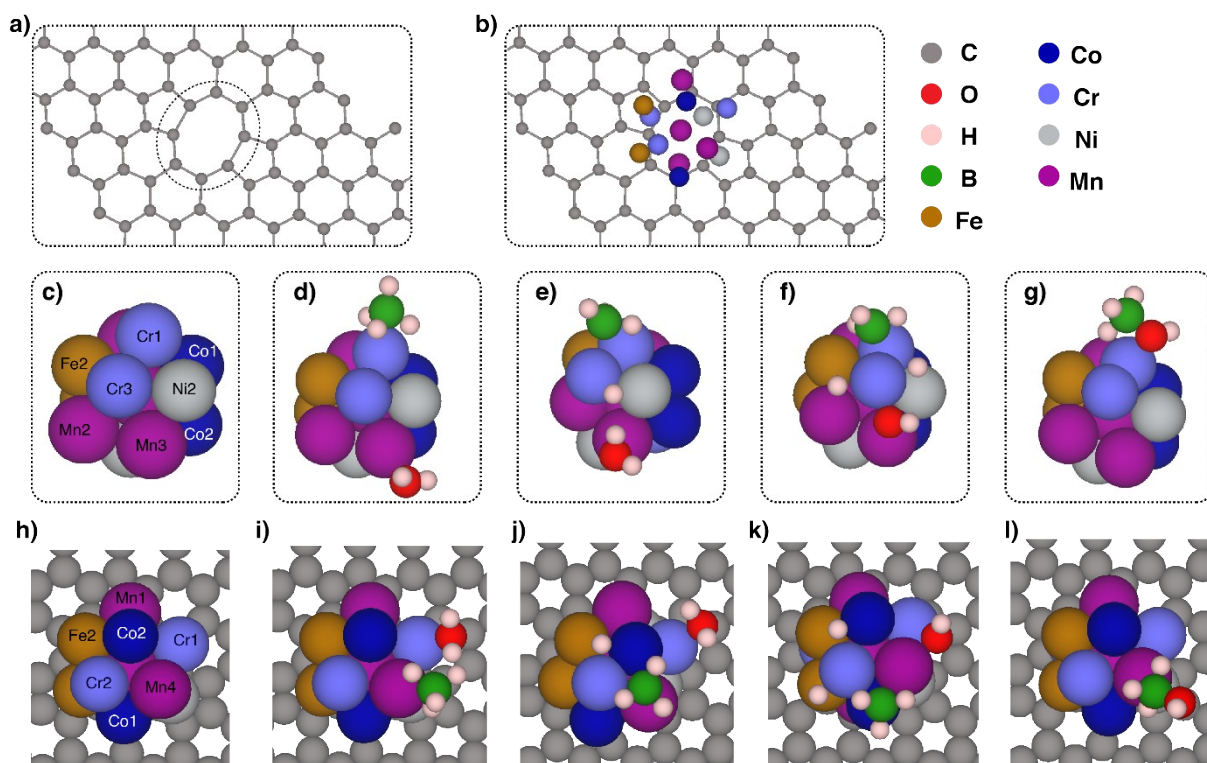 a)
b)
C
Co
O
Cr
H
Ni
B
Mn
Fe
c)
d)
e)
f)
g)
Cr1
Fe2
Co1
Cr3
Ni2
Mn2
Mn3
Co2
h)
i)
j)
k)
l)
Mn1
Fe2
Co2
Cr1
Cr2
Mn4
Co1